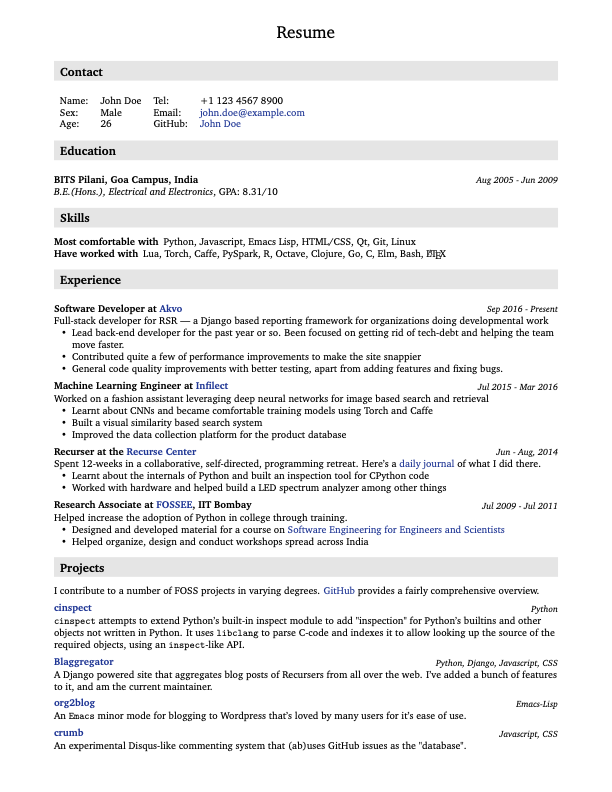 Resume
Contact
Name: John Doe Tel: +1 123 4567 8900
Sex: Male Email: john.doe@example.com
Age: 26 GitHub: John Doe
Education
BITS Pilani, Goa Campus, India Aug 2005 - Jun 2009
B.E.(Hons.), Electrical and Electronics, GPA: 8.31/10
Skills
Most comfortable with Python, Javascript, Emacs Lisp, HTML/CSS, Qt, Git, Linux
Have worked with Lua, Torch, Caffe, PySpark, R, Octave, Clojure, Go, C, Elm, Bash, LATEX
Experience
Software Developer at Akvo Sep 2016 - Present
Full-stack developer for RSR — a Django based reporting framework for organizations doing developmental work
• Lead back-end developer for the past year or so. Been focused on getting rid of tech-debt and helping the team
move faster.
• Contributed quite a few of performance improvements to make the site snappier
• General code quality improvements with better testing, apart from adding features and fixing bugs.
Machine Learning Engineer at Infilect Jul 2015 - Mar 2016
Worked on a fashion assistant leveraging deep neural networks for image based search and retrieval
• Learnt about CNNs and became comfortable training models using Torch and Caffe
• Built a visual similarity based search system
• Improved the data collection platform for the product database
Recurser at the Recurse Center Jun - Aug, 2014
Spent 12-weeks in a collaborative, self-directed, programming retreat. Here's a daily journal of what I did there.
• Learnt about the internals of Python and built an inspection tool for CPython code
• Worked with hardware and helped build a LED spectrum analyzer among other things
Research Associate at FOSSEE, IIT Bombay Jul 2009 - Jul 2011
Helped increase the adoption of Python in college through training.
• Designed and developed material for a course on Software Engineering for Engineers and Scientists
• Helped organize, design and conduct workshops spread across India
Projects
I contribute to a number of FOSS projects in varying degrees. GitHub provides a fairly comprehensive overview.
cinspect Python
cinspect attempts to extend Python's built-in inspect module to add "inspection" for Python's builtins and other
objects not written in Python. It uses libclang to parse C-code and indexes it to allow looking up the source of the
required objects, using an inspect-like API.
Blaggregator Python, Django, Javascript, CSS
A Django powered site that aggregates blog posts of Recursers from all over the web. I've added a bunch of features
to it, and am the current maintainer.
org2blog Emacs-Lisp
An Emacs minor mode for blogging to Wordpress that's loved by many users for it's ease of use.
crumb Javascript, CSS
An experimental Disqus-like commenting system that (ab)uses GitHub issues as the "database".